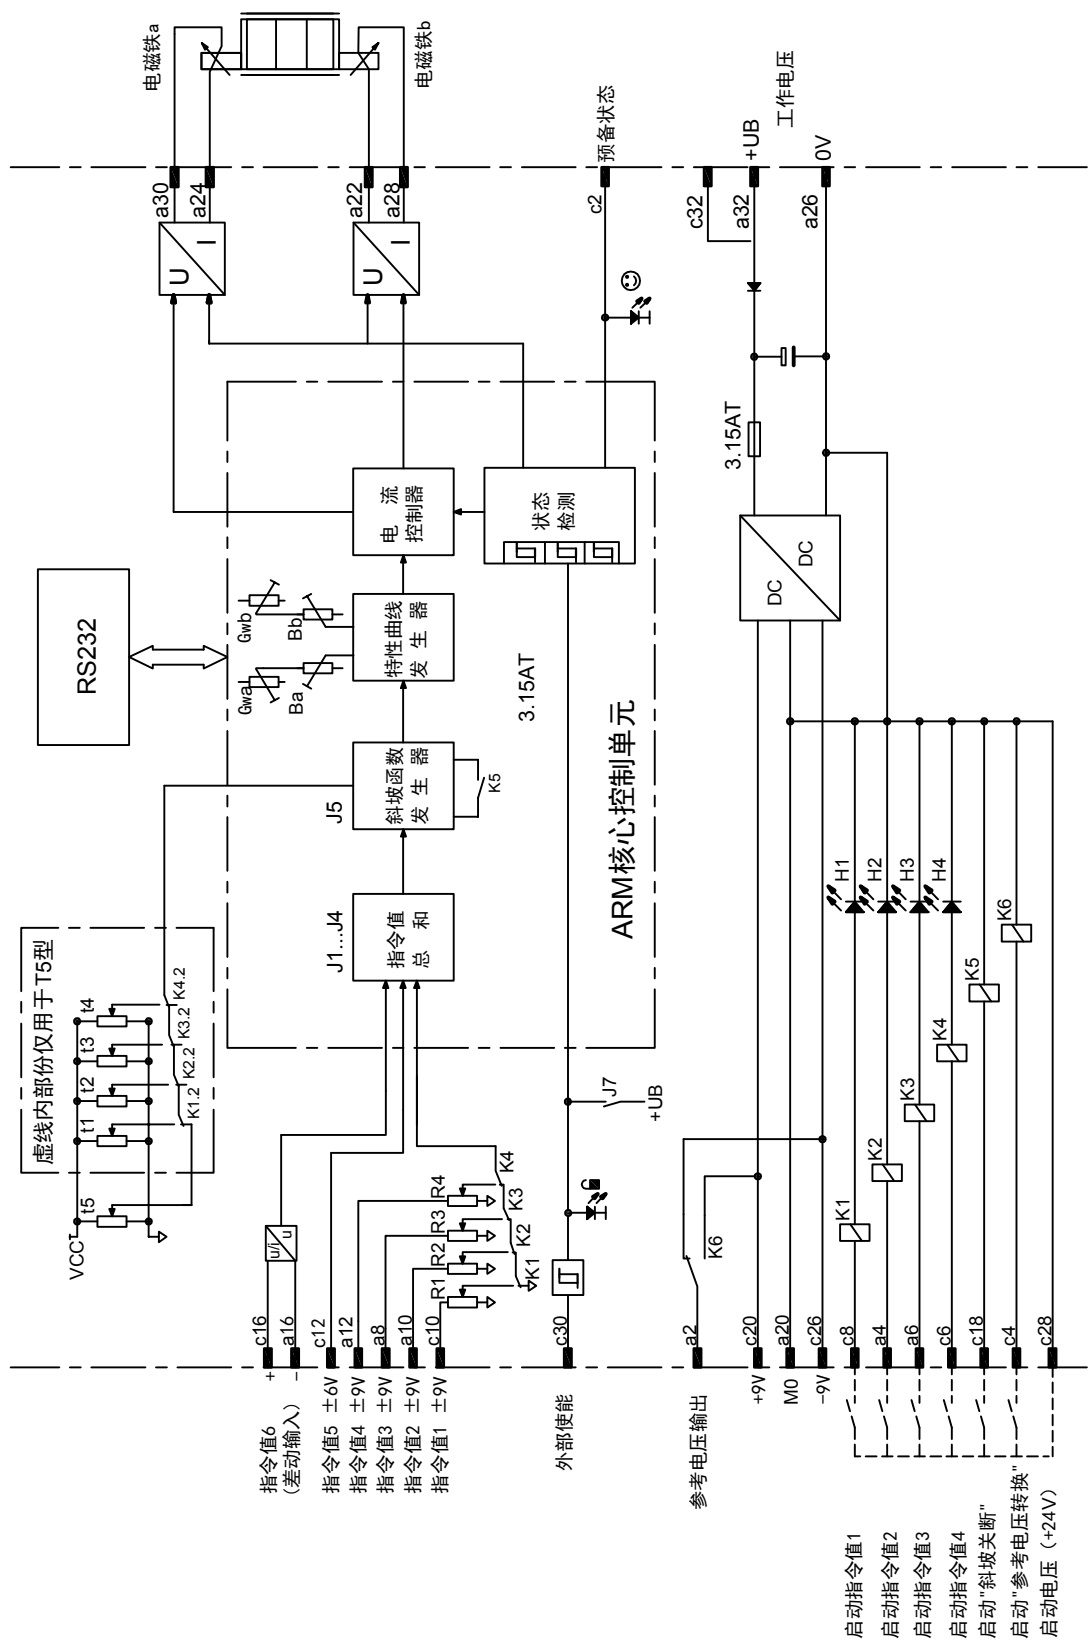 虚线内部份仅用于T5型
VCC
t5
t1
t2
t3
t4
K1.2
K2.2
K3.2
K4.2
RS232
电磁铁a
电磁铁b
指令值6
(差动输入)
+
-
c16
a16
u/i
u
指令值5 ±6V
c12
指令值4 ±9V
a12
指令值3 ±9V
a8
指令值2 ±9V
a10
指令值1 ±9V
c10
R1
R2
R3
R4
K1
K2
K3
K4
J1...J4
指令值
总 和
J5
斜坡函数
发 生 器
K5
Gwa
Ba
Gwb
Bb
特性曲线
发 生 器
电 流
控制器
U
I
U
I
a30
a24
a22
a28
外部使能
c30
J7
+UB
3.15AT
状态
检测
c2
预备状态
ARM核心控制单元
参考电压输出
a2
K6
+9V
c20
M0
a20
-9V
c26
DC
DC
3.15AT
c32
a32
a26
+UB
0V
工作电压
启动指令值1
c8
K1
H1
启动指令值2
a4
K2
H2
启动指令值3
a6
K3
H3
启动指令值4
c6
K4
H4
启动"斜坡关断"
c18
K5
启动"参考电压转换"
c4
K6
启动电压（+24V）
c28